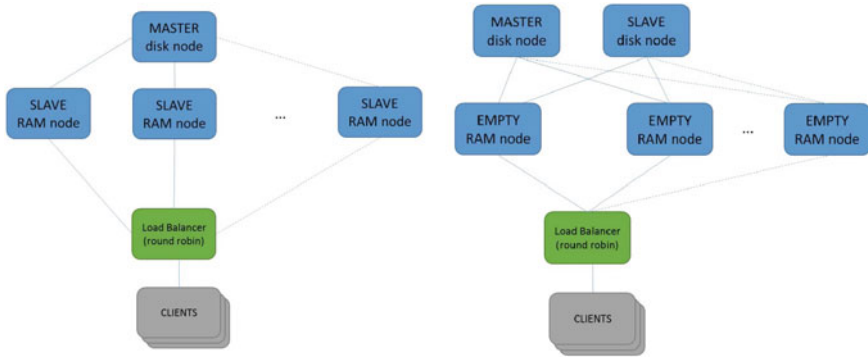 MASTER
disk node
SLAVE
RAM node
SLAVE
RAM node
...
SLAVE
RAM node
Load Balancer
(round robin)
CLIENTS
MASTER
disk node
SLAVE
disk node
EMPTY
RAM node
EMPTY
RAM node
...
EMPTY
RAM node
Load Balancer
(round robin)
CLIENTS